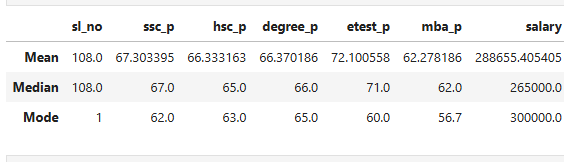 sl_no ssc_p hsc_p degree_p etest_p mba_p salary
Mean 108.0 67.303395 66.333163 66.370186 72.100558 62.278186 288655.405405
Median 108.0 67.0 65.0 66.0 71.0 62.0 265000.0
Mode 1 62.0 63.0 65.0 60.0 56.7 300000.0